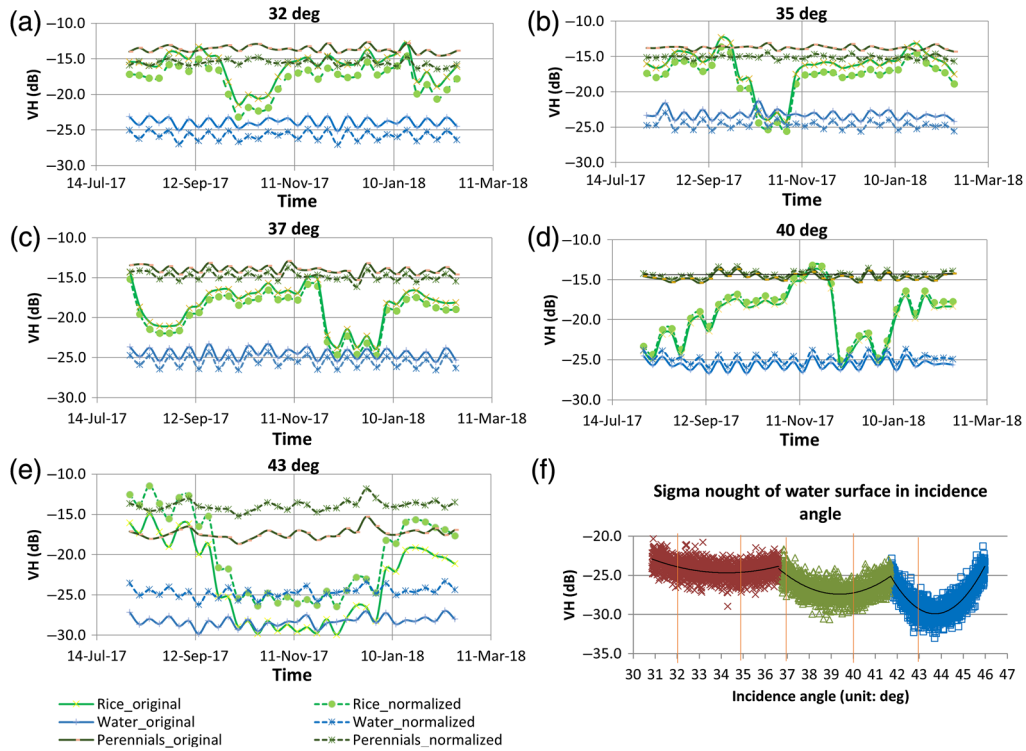 (a)
32 deg
VH (dB)
−10.0
−15.0
−20.0
−25.0
−30.0
14-Jul-17 12-Sep-17 11-Nov-17 10-Jan-18 11-Mar-18
Time
(b)
35 deg
VH (dB)
−10.0
−15.0
−20.0
−25.0
−30.0
14-Jul-17 12-Sep-17 11-Nov-17 10-Jan-18 11-Mar-18
Time
(c)
37 deg
VH (dB)
−10.0
−15.0
−20.0
−25.0
−30.0
14-Jul-17 12-Sep-17 11-Nov-17 10-Jan-18 11-Mar-18
Time
(d)
40 deg
VH (dB)
−10.0
−15.0
−20.0
−25.0
−30.0
14-Jul-17 12-Sep-17 11-Nov-17 10-Jan-18 11-Mar-18
Time
(e)
43 deg
VH (dB)
−10.0
−15.0
−20.0
−25.0
−30.0
14-Jul-17 12-Sep-17 11-Nov-17 10-Jan-18 11-Mar-18
Time
(f)
Sigma nought of water surface in incidence
angle
VH (dB)
−20.0
−25.0
−30.0
−35.0
30 31 32 33 34 35 36 37 38 39 40 41 42 43 44 45 46 47
Incidence angle (unit: deg)
Rice_original Rice_normalized
Water_original Water_normalized
Perennials_original Perennials_normalized